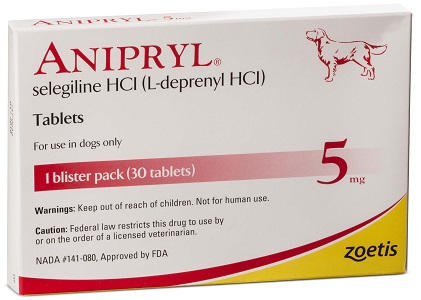 ANIPRYL®
selegiline HCl (L-deprenyl HCl)
Tablets
For use in dogs only
1 blister pack (30 tablets)
5 mg
Warnings: Keep out of reach of children. Not for human use.
Caution: Federal law restricts this drug to use by
or on the order of a licensed veterinarian.
NADA #141-080, Approved by FDA
zoetis